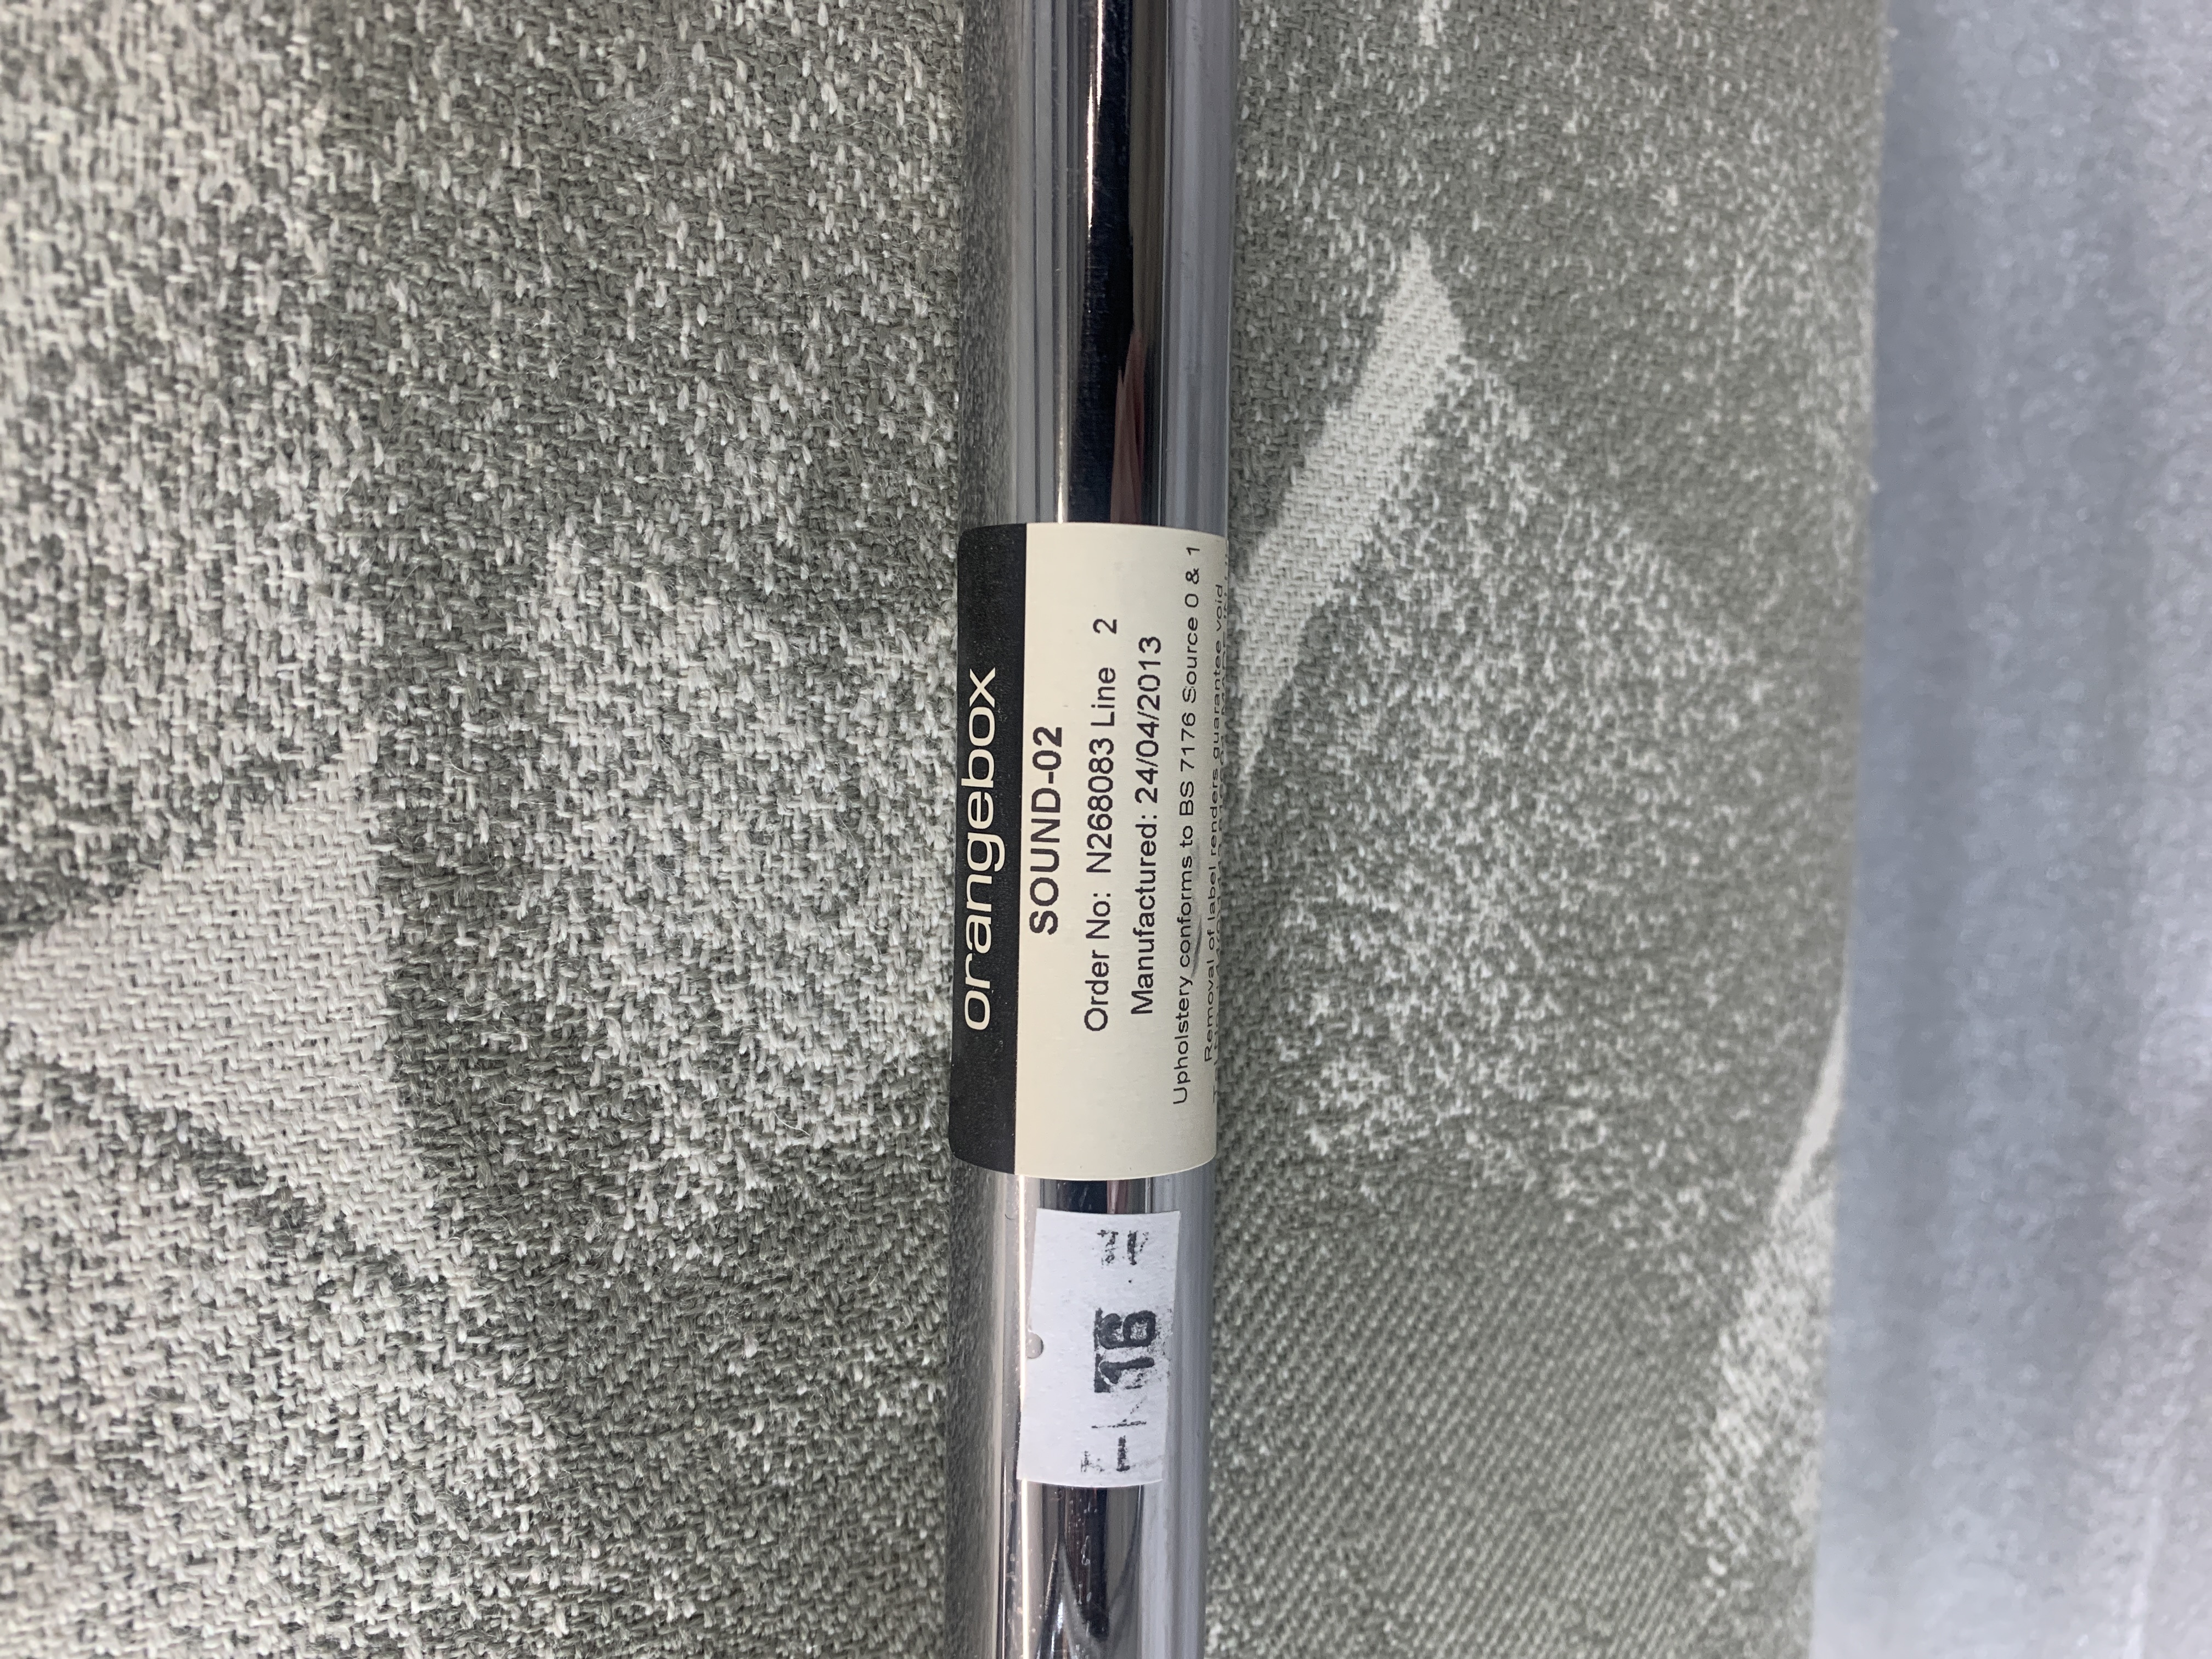 orangebox
SOUND-02
Order No: N268083 Line 2
Manufactured: 24/04/2013
Upholstery conforms to BS 7176 Source 0 & 1
Removal of label renders guarantee void
16